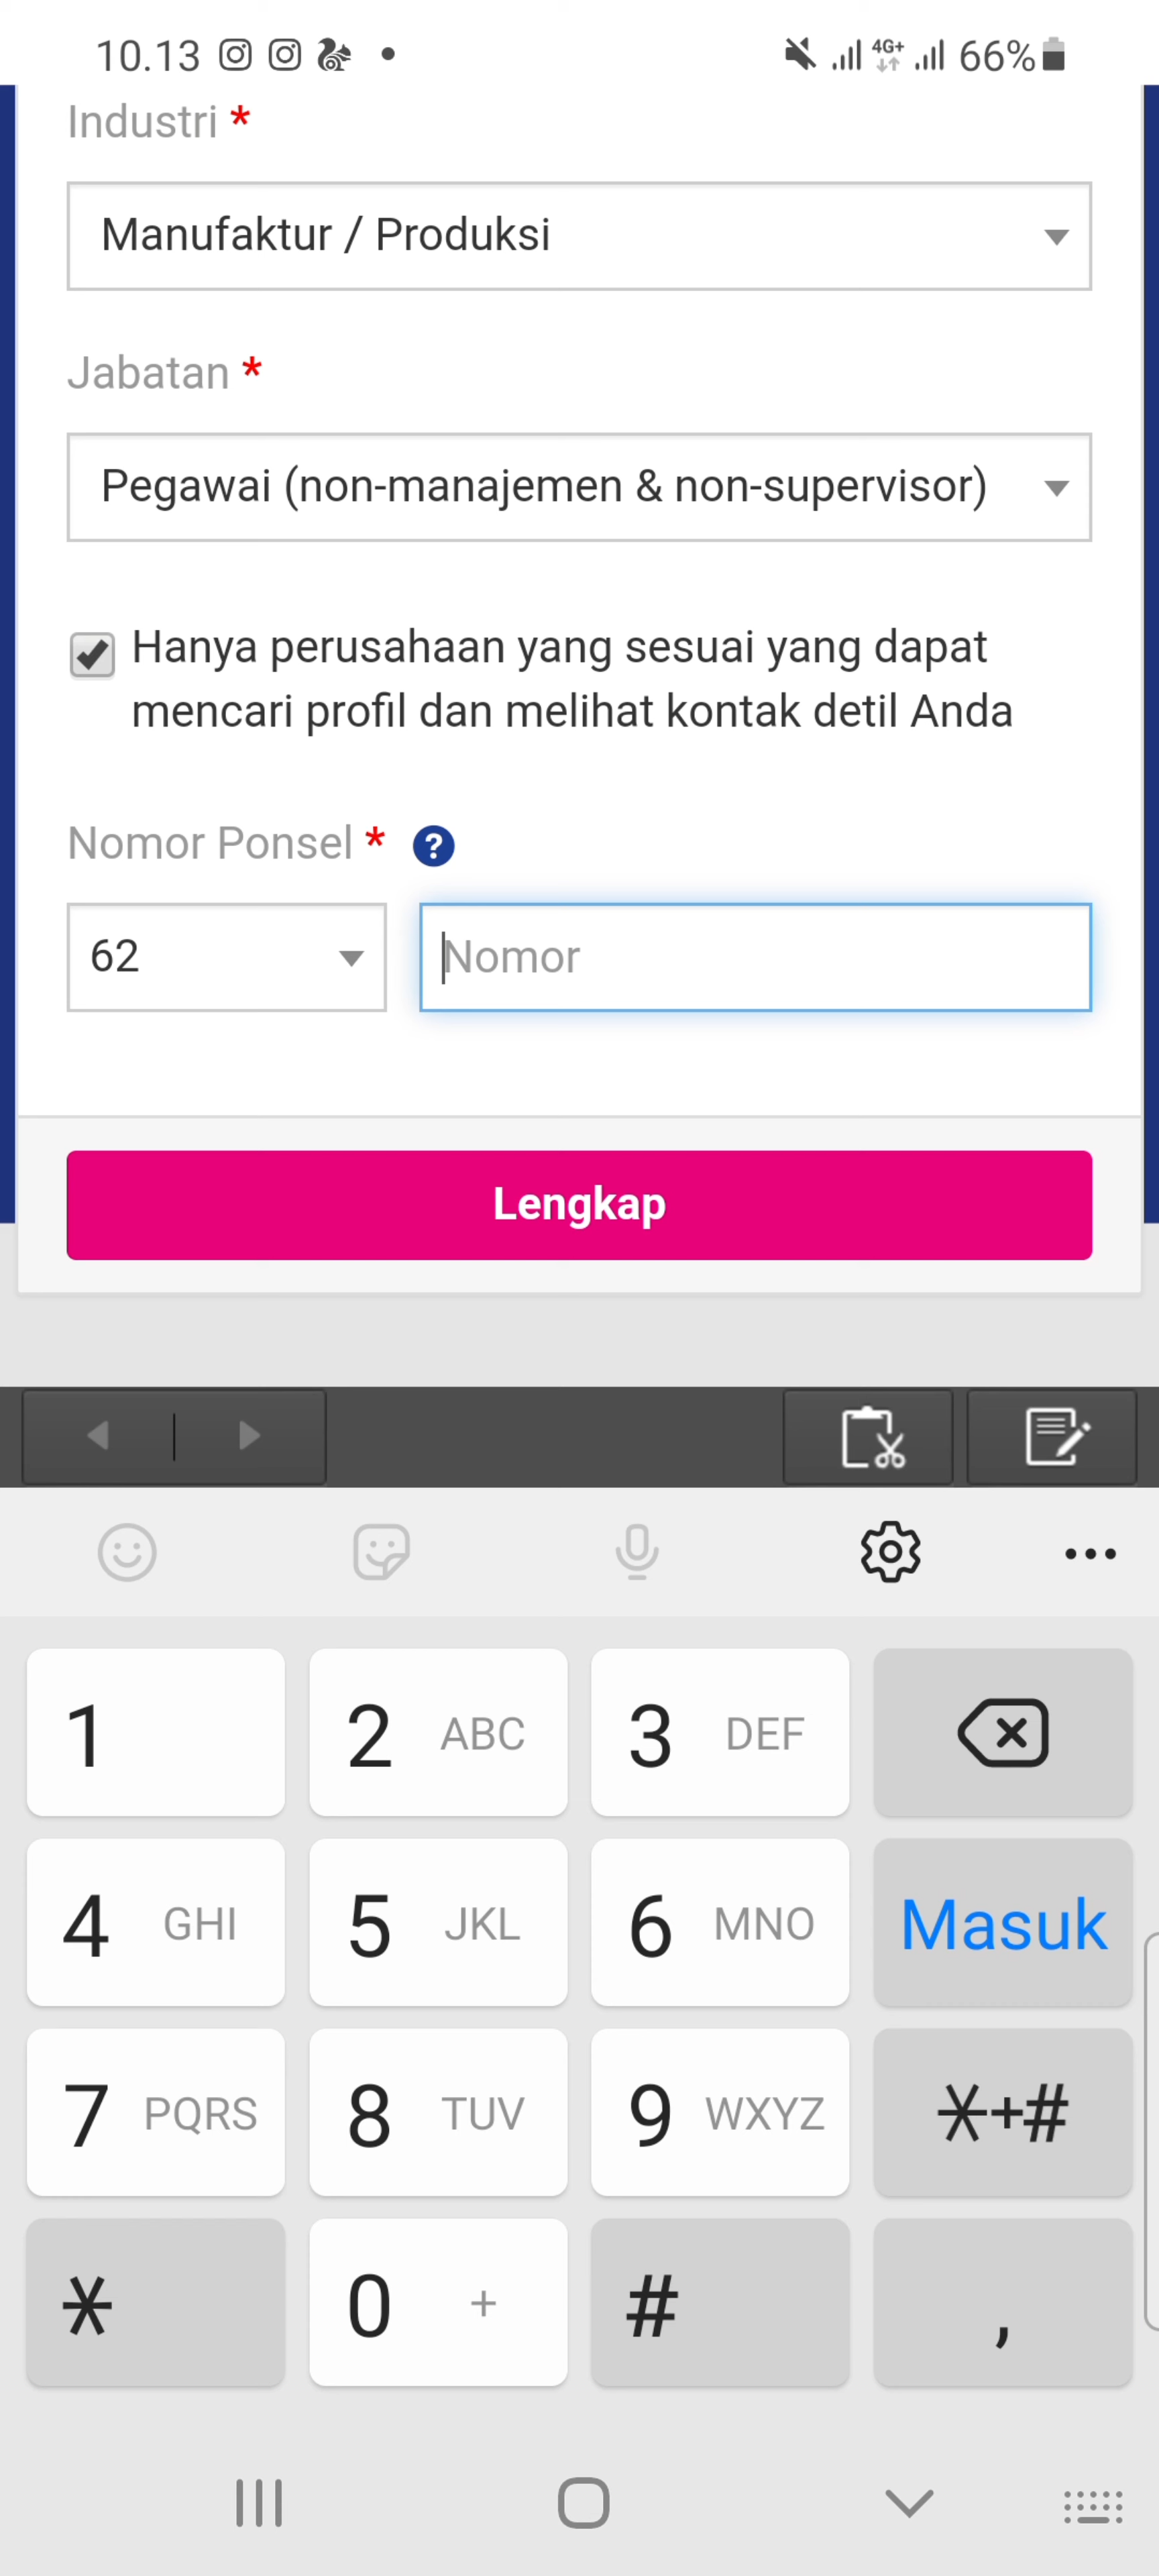 10.13 4G+ 66%
Industri *
Manufaktur / Produksi
Jabatan *
Pegawai (non-manajemen & non-supervisor)
Hanya perusahaan yang sesuai yang dapat
mencari profil dan melihat kontak detil Anda
Nomor Ponsel * ?
62 Nomor
Lengkap
1 2 ABC 3 DEF
4 GHI 5 JKL 6 MNO Masuk
7 PQRS 8 TUV 9 WXYZ *+#
* 0 + # ,